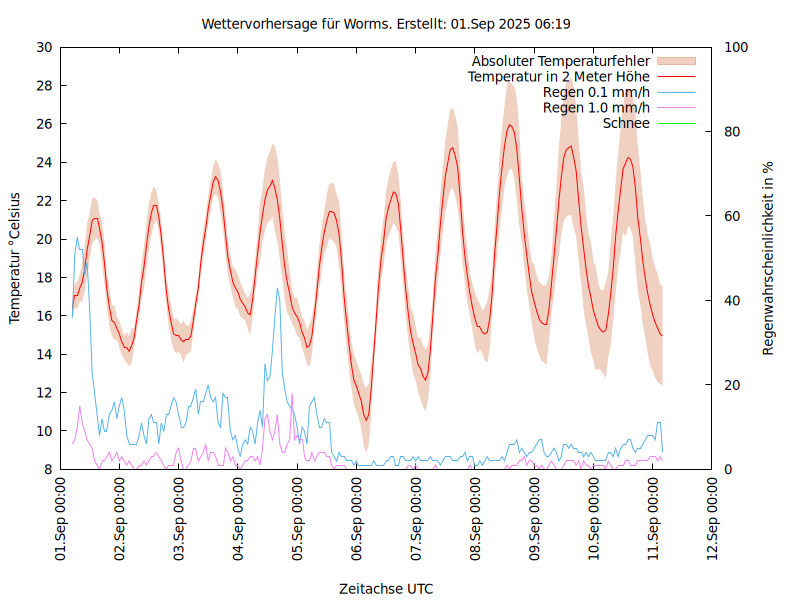 Wettervorhersage für Worms. Erstellt: 01.Sep 2025 06:19
30
28
26
24
22
20
18
16
14
12
10
8
100
80
60
40
20
0
Absoluter Temperaturfehler
Temperatur in 2 Meter Höhe
Regen 0.1 mm/h
Regen 1.0 mm/h
Schnee
Temperatur °Celsius
Regenwahrscheinlichkeit in %
01.Sep 00:00
02.Sep 00:00
03.Sep 00:00
04.Sep 00:00
05.Sep 00:00
06.Sep 00:00
07.Sep 00:00
08.Sep 00:00
09.Sep 00:00
10.Sep 00:00
11.Sep 00:00
12.Sep 00:00
Zeitachse UTC